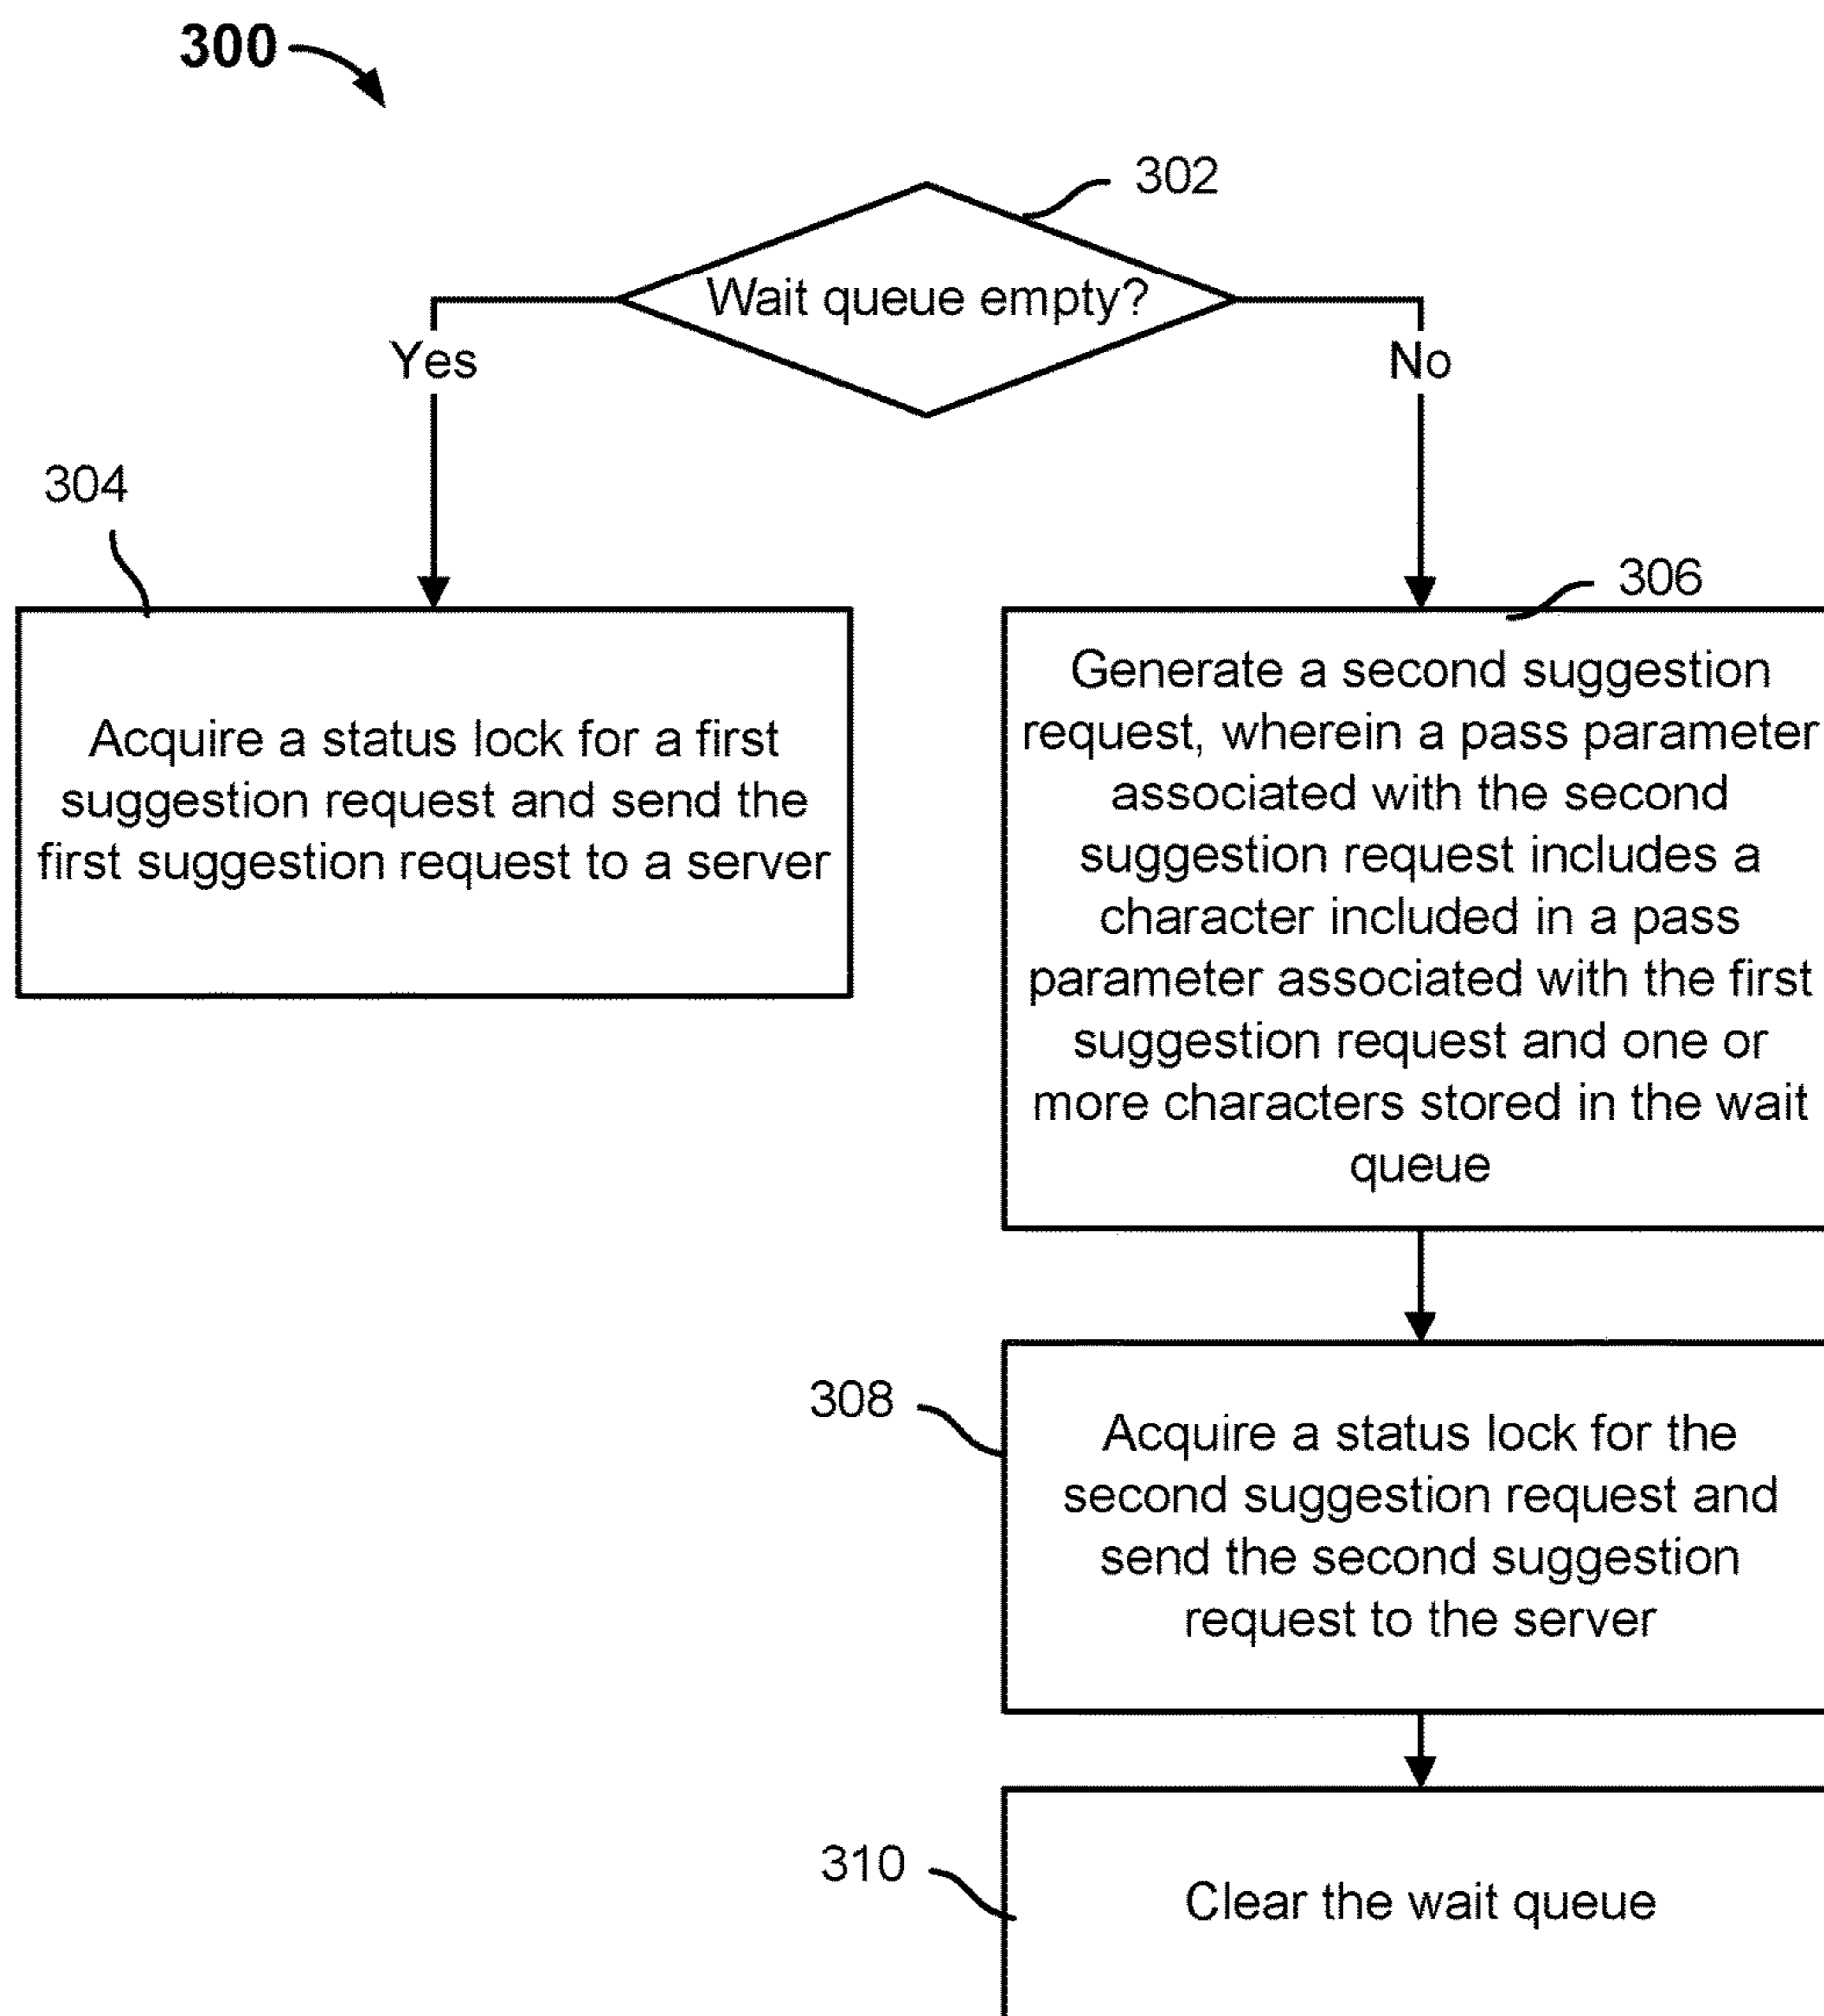 300
302
Wait queue empty?
Yes
No
304
306
Acquire a status lock for a first
suggestion request and send the
first suggestion request to a server
Generate a second suggestion
request, wherein a pass parameter
associated with the second
suggestion request includes a
character included in a pass
parameter associated with the first
suggestion request and one or
more characters stored in the wait
queue
308
Acquire a status lock for the
second suggestion request and
send the second suggestion
request to the server
310
Clear the wait queue